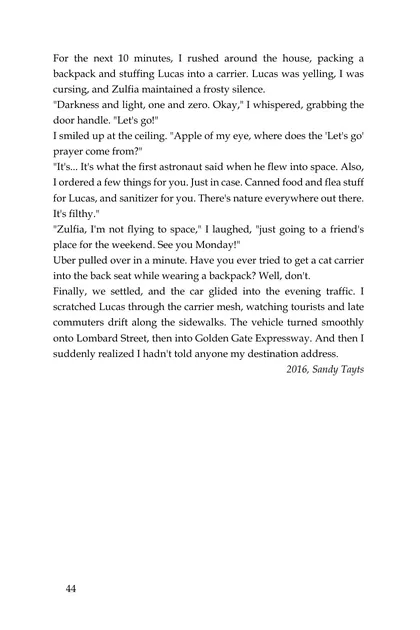 For the next 10 minutes, I rushed around the house, packing a
backpack and stuffing Lucas into a carrier. Lucas was yelling, I was
cursing, and Zulfia maintained a frosty silence.
"Darkness and light, one and zero. Okay," I whispered, grabbing the
door handle. "Let's go!"
I smiled up at the ceiling. "Apple of my eye, where does the 'Let's go'
prayer come from?"
"It's... It's what the first astronaut said when he flew into space. Also,
I ordered a few things for you. Just in case. Canned food and flea stuff
for Lucas, and sanitizer for you. There's nature everywhere out there.
It's filthy."
"Zulfia, I'm not flying to space," I laughed, "just going to a friend's
place for the weekend. See you Monday!"
Uber pulled over in a minute. Have you ever tried to get a cat carrier
into the back seat while wearing a backpack? Well, don't.
Finally, we settled, and the car glided into the evening traffic. I
scratched Lucas through the carrier mesh, watching tourists and late
commuters drift along the sidewalks. The vehicle turned smoothly
onto Lombard Street, then into Golden Gate Expressway. And then I
suddenly realized I hadn't told anyone my destination address.
2016, Sandy Tayts
44